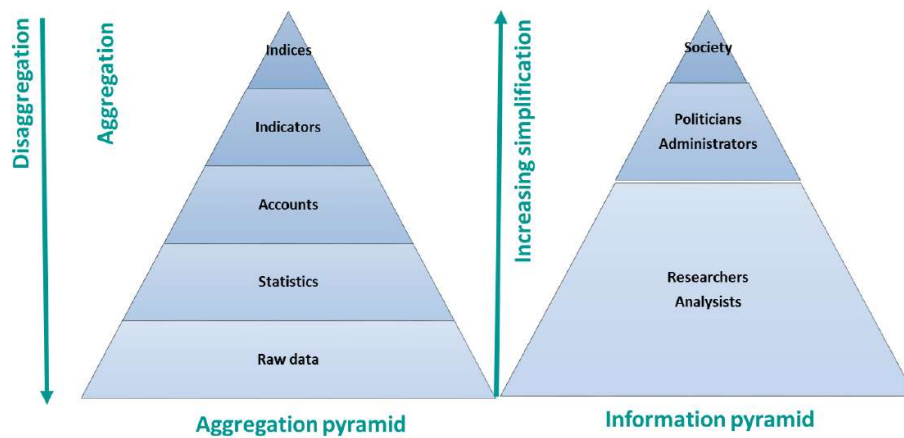 Disaggregation
Aggregation
Indices
Indicators
Accounts
Statistics
Raw data
Aggregation pyramid
Increasing simplification
Society
Politicians
Administrators
Researchers
Analysists
Information pyramid